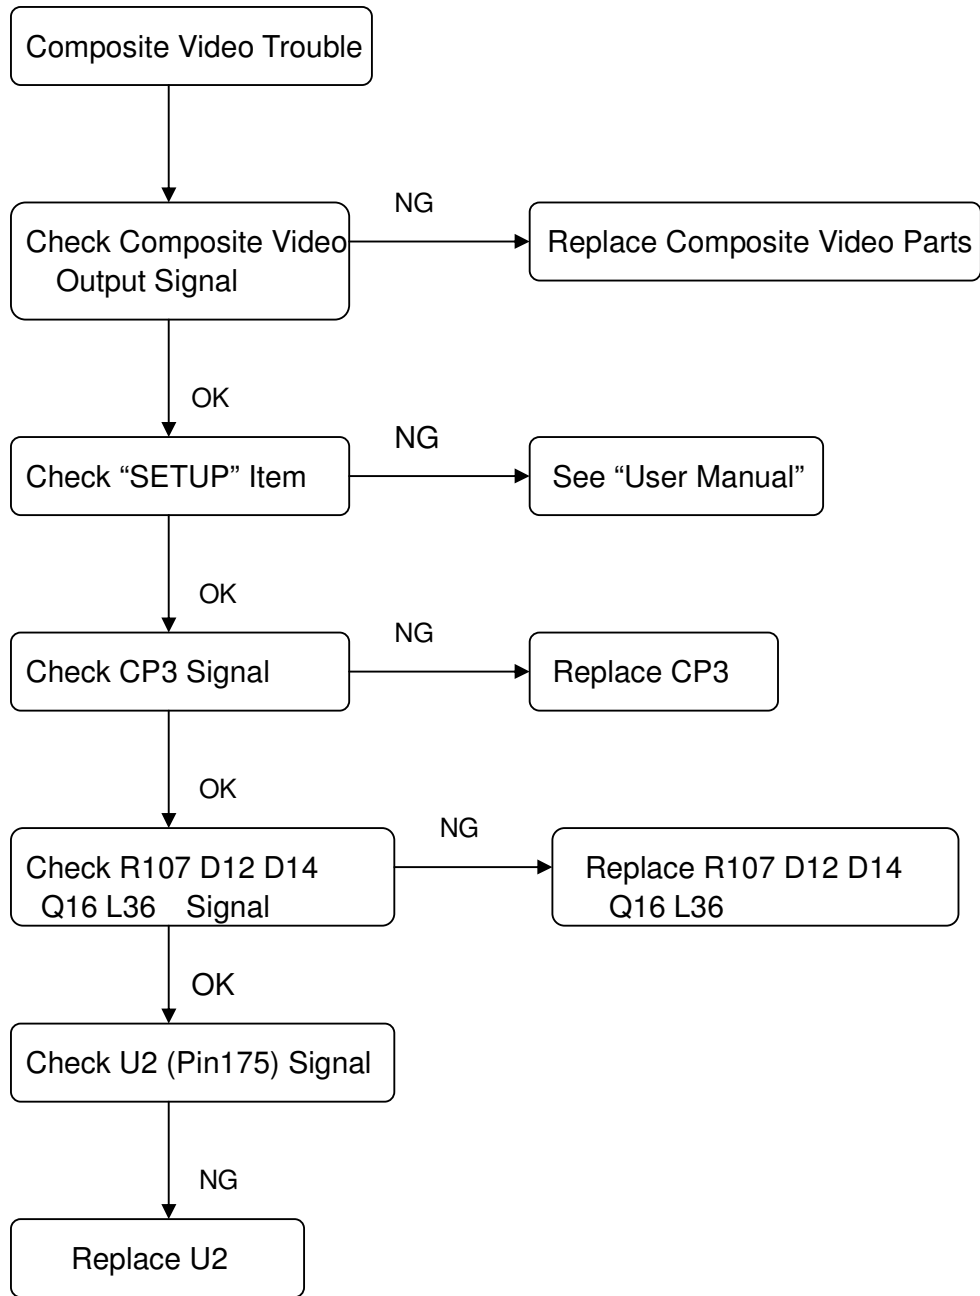 Composite Video Trouble
NG
Check Composite Video
Output Signal
Replace Composite Video Parts
OK
NG
Check “SETUP” Item
See “User Manual”
OK
NG
Check CP3 Signal
Replace CP3
OK
NG
Check R107 D12 D14
Q16 L36 Signal
Replace R107 D12 D14
Q16 L36
OK
Check U2 (Pin175) Signal
NG
Replace U2